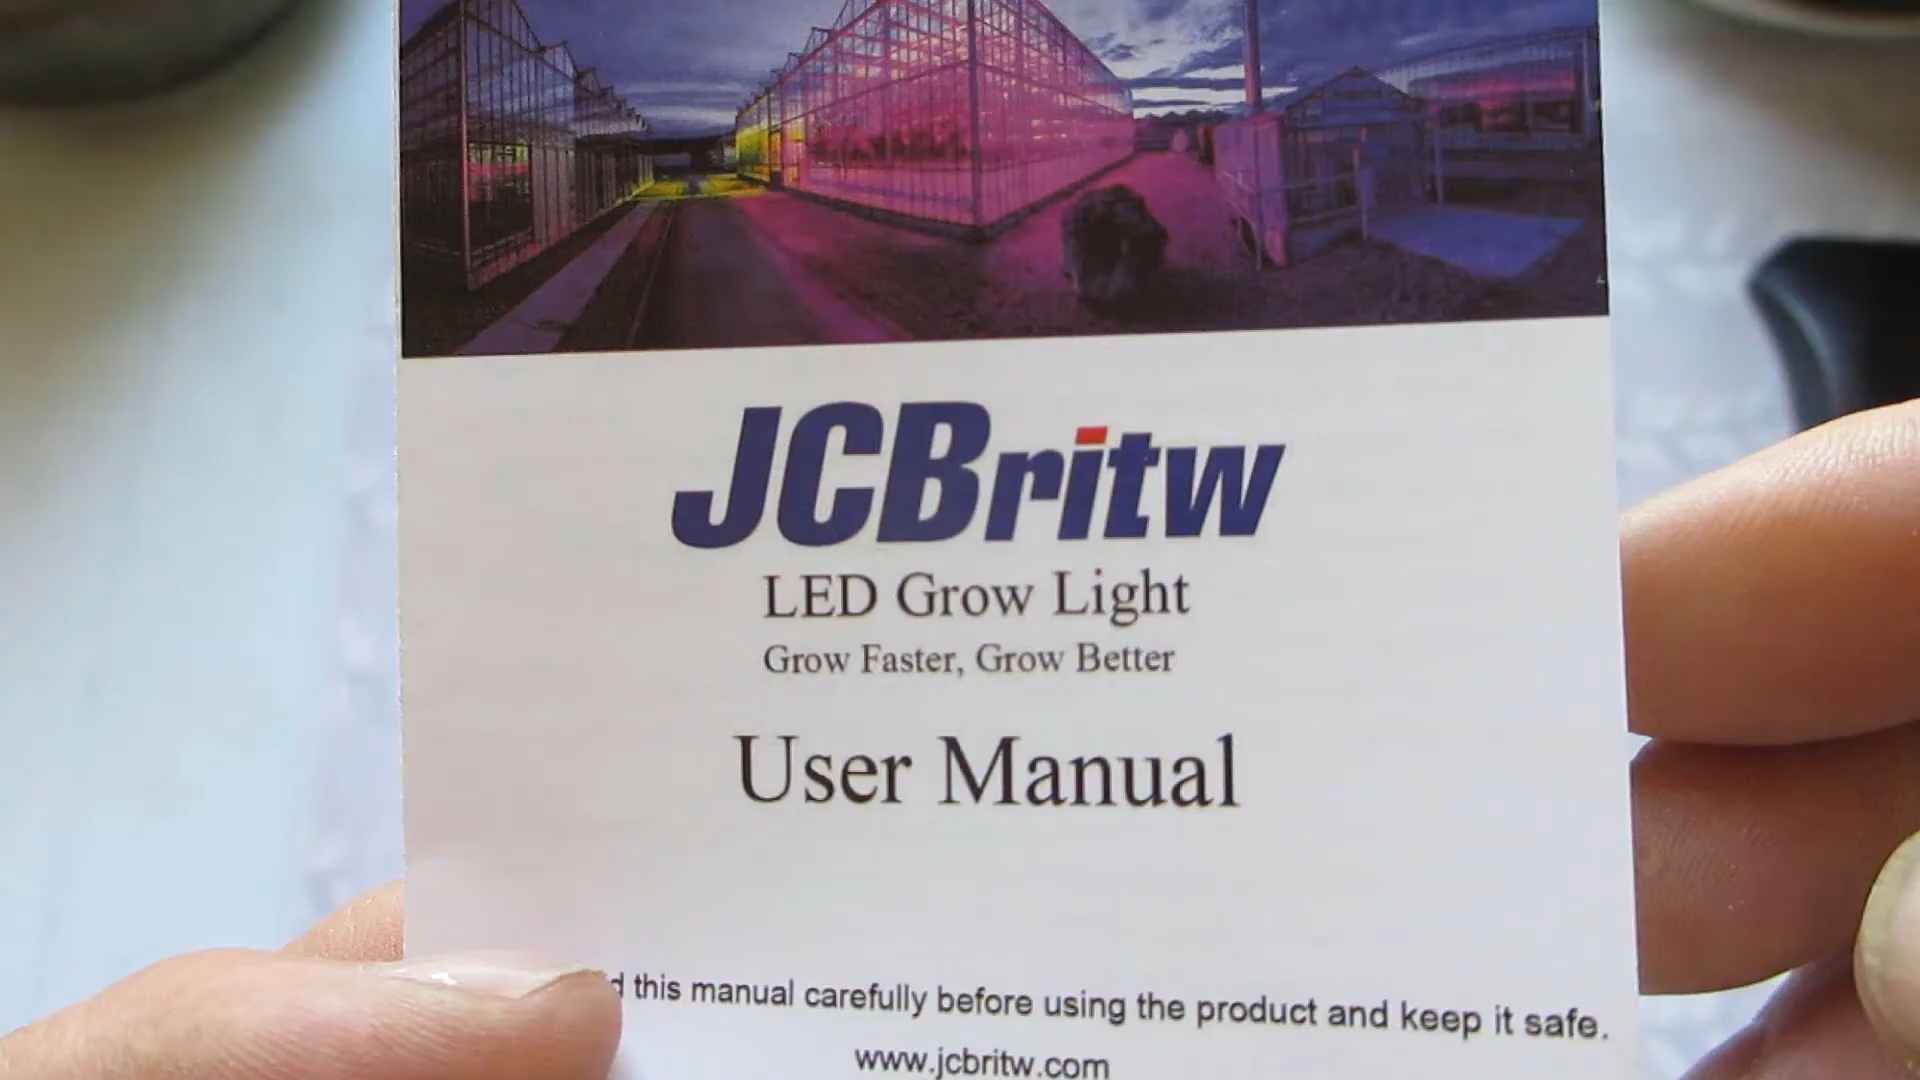 JCBritw
LED Grow Light
Grow Faster, Grow Better
User Manual
this manual carefully before using the product and keep it safe.
www.jcbritw.com